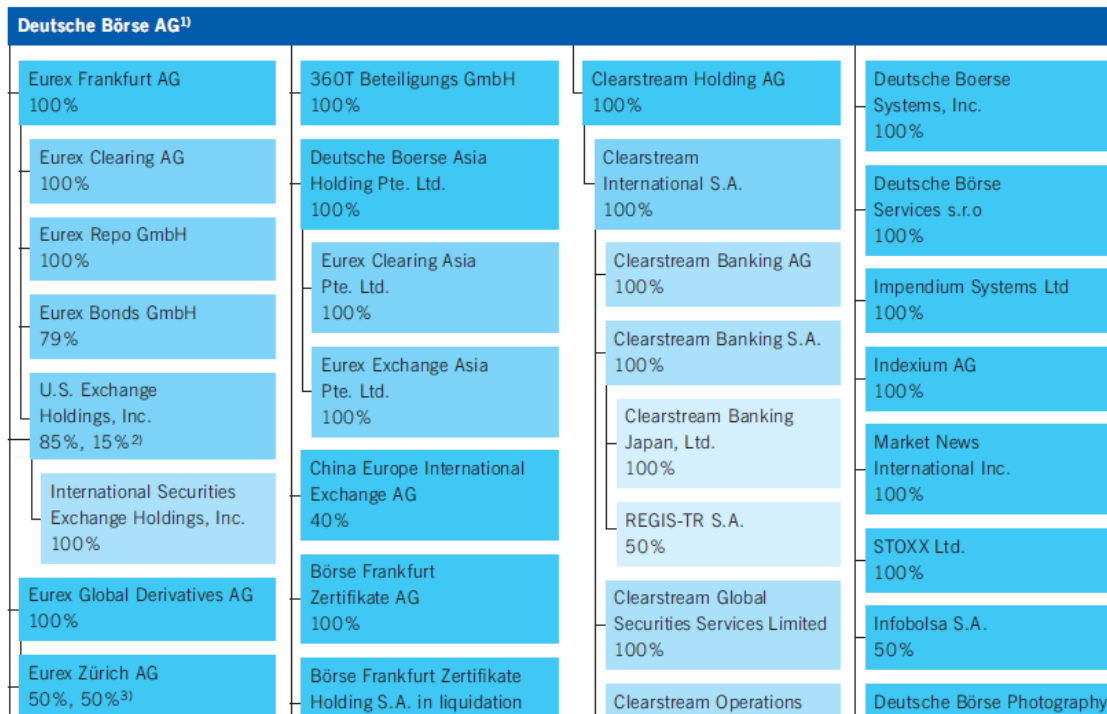 Deutsche Börse AG1)
Eurex Frankfurt AG
100%
Eurex Clearing AG
100%
Eurex Repo GmbH
100%
Eurex Bonds GmbH
79%
U.S. Exchange
Holdings, Inc.
85%, 15%2)
International Securities
Exchange Holdings, Inc.
100%
Eurex Global Derivatives AG
100%
Eurex Zürich AG
50%, 50%3)
360T Beteiligungs GmbH
100%
Deutsche Boerse Asia
Holding Pte. Ltd.
100%
Eurex Clearing Asia
Pte. Ltd.
100%
Eurex Exchange Asia
Pte. Ltd.
100%
China Europe International
Exchange AG
40%
Börse Frankfurt
Zertifikate AG
100%
Börse Frankfurt Zertifikate
Holding S.A. in liquidation
Clearstream Holding AG
100%
Clearstream
International S.A.
100%
Clearstream Banking AG
100%
Clearstream Banking S.A.
100%
Clearstream Banking
Japan, Ltd.
100%
REGIS-TR S.A.
50%
Clearstream Global
Securities Services Limited
100%
Clearstream Operations
Deutsche Boerse
Systems, Inc.
100%
Deutsche Börse
Services s.r.o
100%
Impendium Systems Ltd
100%
Indexium AG
100%
Market News
International Inc.
100%
STOXX Ltd.
100%
Infobolsa S.A.
50%
Deutsche Börse Photography